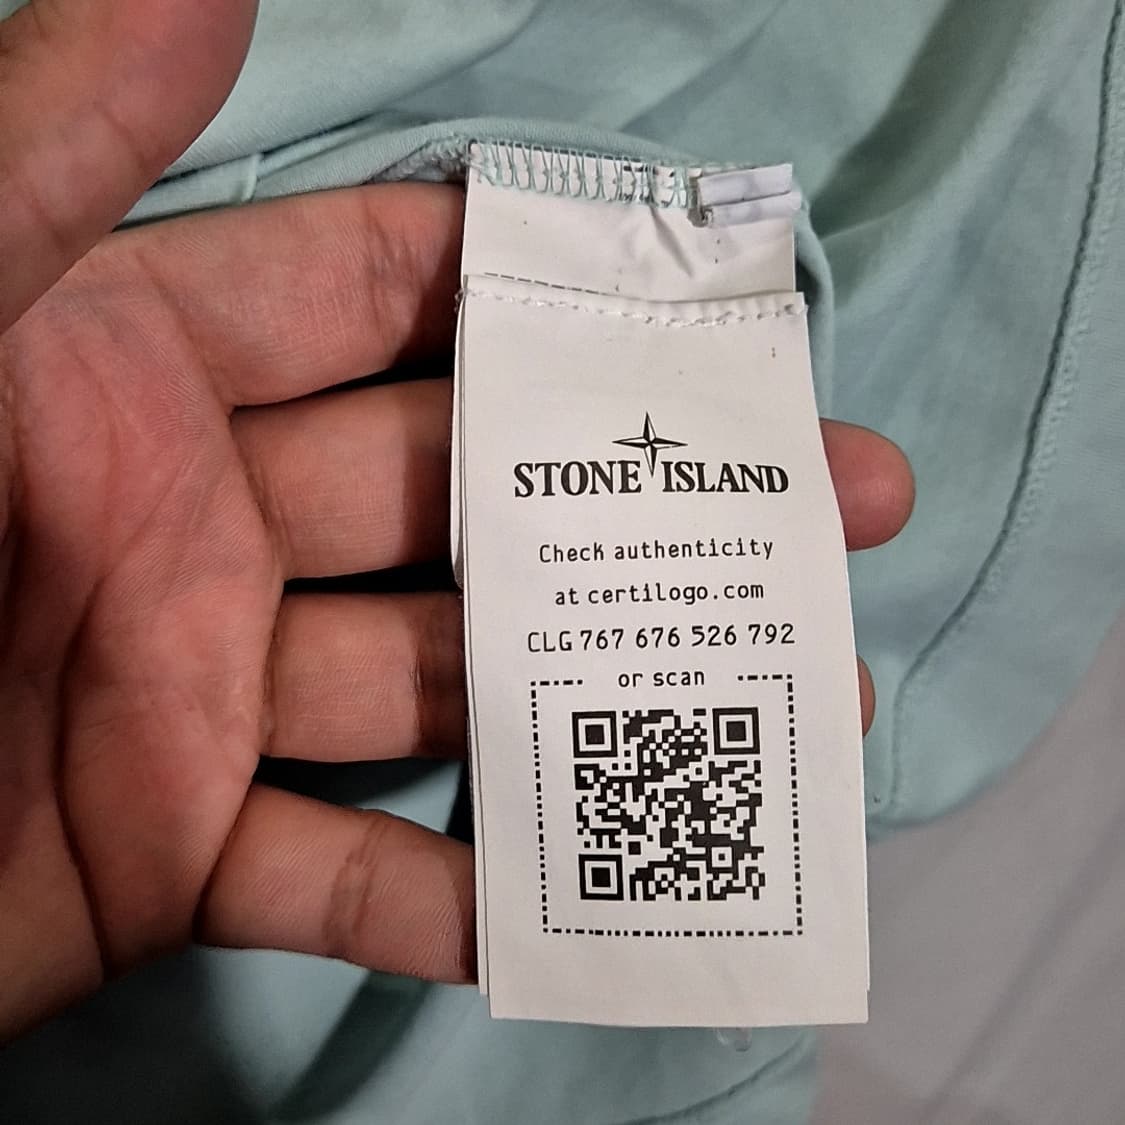 STONE ISLAND
Check authenticity
at certilogo.com
CLG 767 676 526 792
or scan